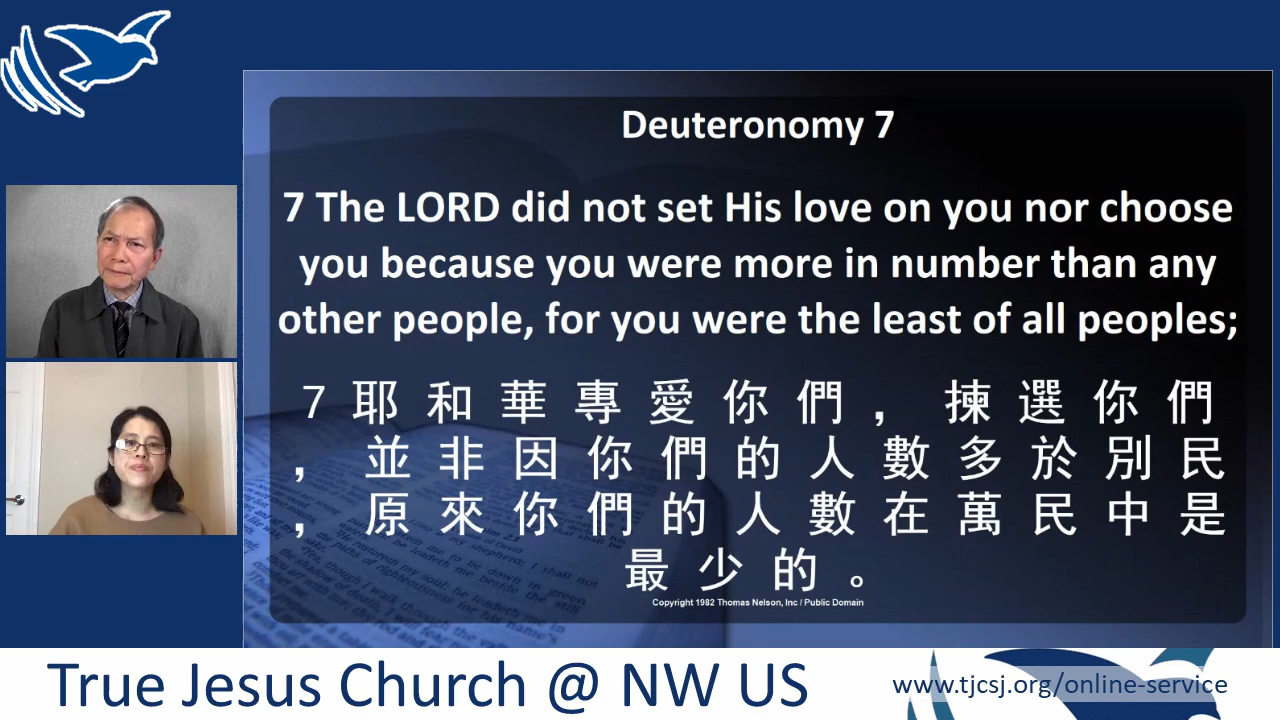 Deuteronomy 7
7 The LORD did not set His love on you nor choose
you because you were more in number than any
other people, for you were the least of all peoples;
7 耶和華專愛你們，揀選你們
，並非因你們的人數多於別民
，原來你們的人數在萬民中是
最少的。
Copyright 1982 Thomas Nelson, Inc / Public Domain
True Jesus Church @ NW US
www.tjcsj.org/online-service